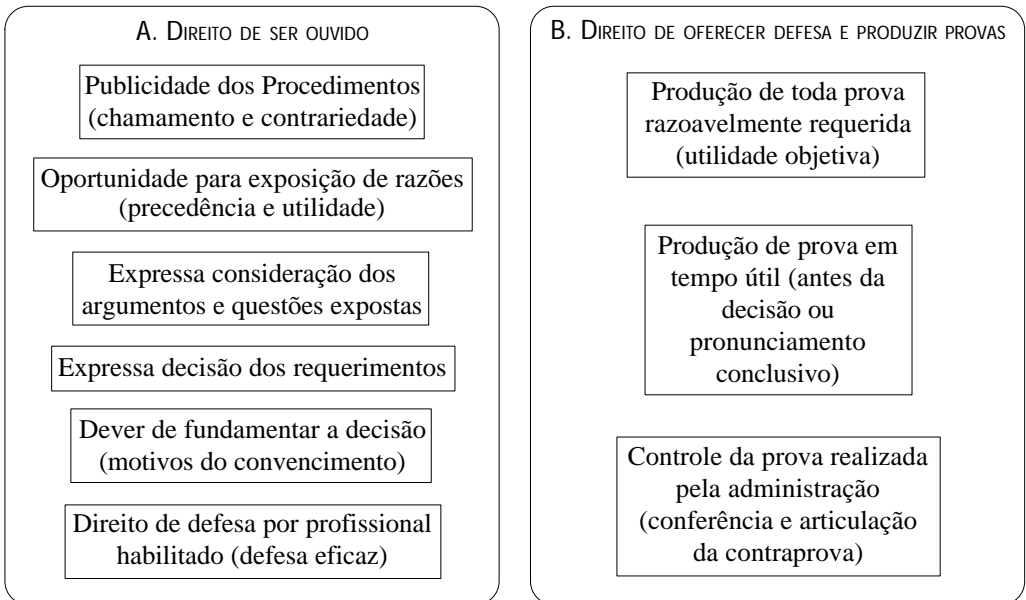 A. DIREITO DE SER OUVIDO
Publicidade dos Procedimentos
(chamamento e contrariedade)
Oportunidade para exposição de razões
(precedência e utilidade)
Expressa consideração dos
argumentos e questões expostas
Expressa decisão dos requerimentos
Dever de fundamentar a decisão
(motivos do convencimento)
Direito de defesa por profissional
habilitado (defesa eficaz)
B. DIREITO DE OFERECER DEFESA E PRODUZIR PROVAS
Produção de toda prova
razoavelmente requerida
(utilidade objetiva)
Produção de prova em
tempo útil (antes da
decisão ou
pronunciamento
conclusivo)
Controle da prova realizada
pela administração
(conferência e articulação
da contraprova)